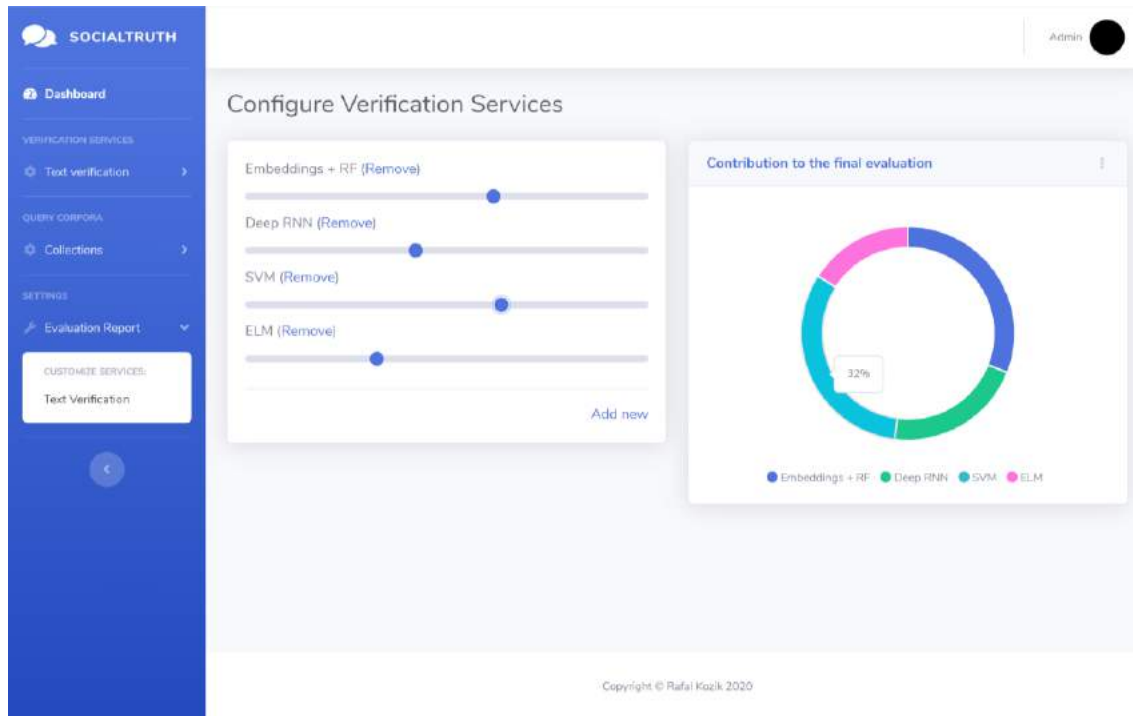 SOCIALTRUTH
Admin
Dashboard
VERIFICATION SERVICES
Text verification
QUERY CORPORA
Collections
SETTINGS
Evaluation Report
CUSTOMIZE SERVICES:
Text Verification
Configure Verification Services
Embeddings + RF (Remove)
Deep RNN (Remove)
SVM (Remove)
ELM (Remove)
Add new
Contribution to the final evaluation
32%
Embeddings + RF Deep RNN SVM ELM
Copyright © Rafal Kozik 2020